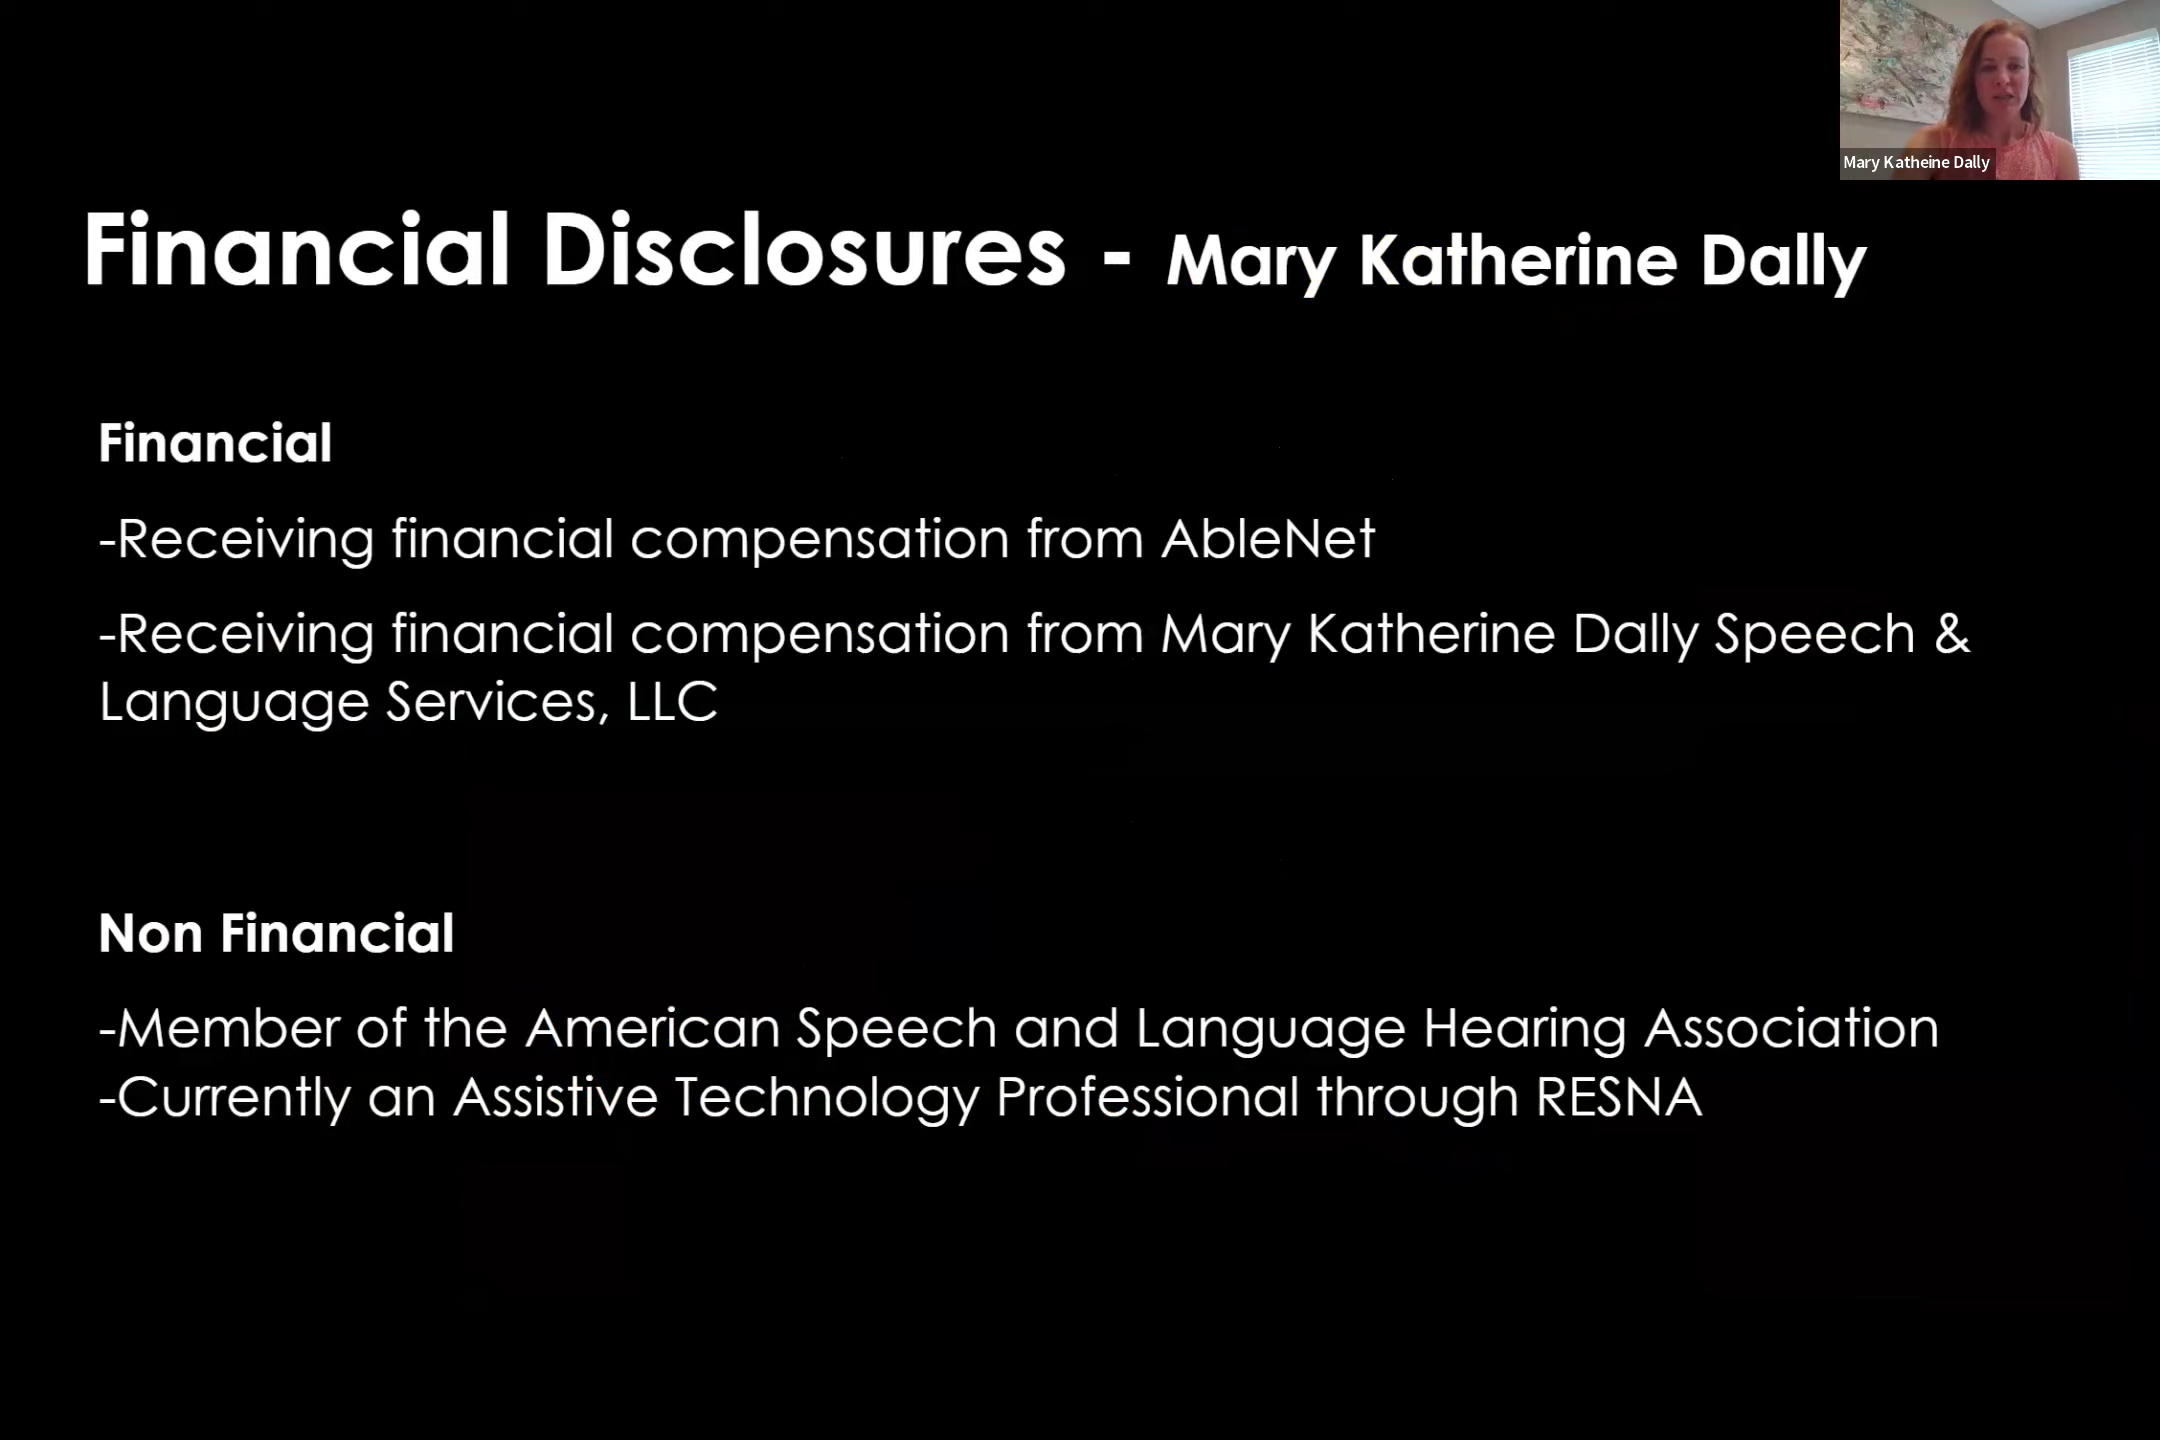 Mary Katheine Dally
Financial Disclosures - Mary Katherine Dally
Financial
-Receiving financial compensation from AbleNet
-Receiving financial compensation from Mary Katherine Dally Speech &
Language Services, LLC
Non Financial
-Member of the American Speech and Language Hearing Association
-Currently an Assistive Technology Professional through RESNA